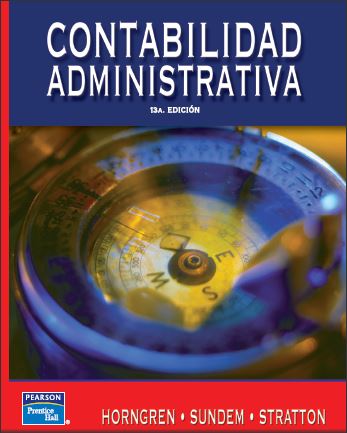 CONTABILIDAD
ADMINISTRATIVA
13A. EDICIÓN
S
W
PEARSON
Prentice
Hall
®
HORNGREN • SUNDEM • STRATTON